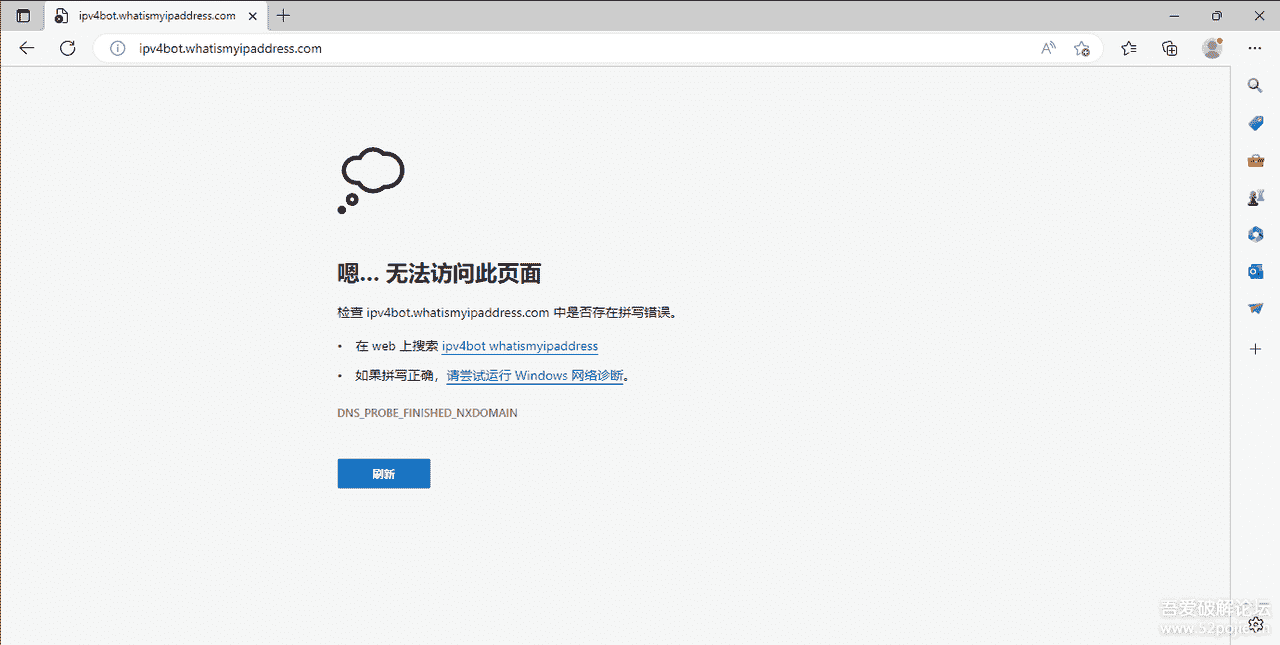 ipv4bot.whatismyipaddress.com
ipv4bot.whatismyipaddress.com
嗯… 无法访问此页面
检查 ipv4bot.whatismyipaddress.com 中是否存在拼写错误。
• 在 web 上搜索 ipv4bot whatismyipaddress
• 如果拼写正确，请尝试运行 Windows 网络诊断。
DNS_PROBE_FINISHED_NXDOMAIN
刷新
吾爱破解论坛
www.52pojie.cn